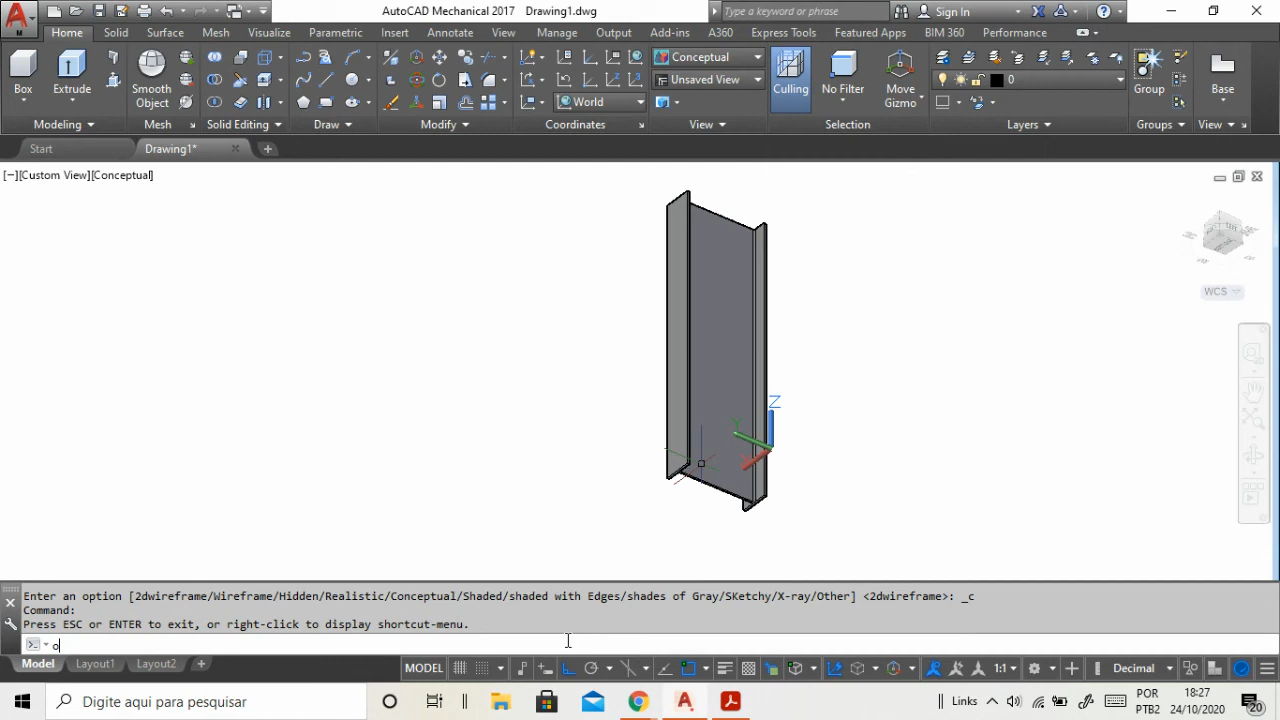 AutoCAD Mechanical 2017 Drawing1.dwg
Type a keyword or phrase
Sign In
Home Solid Surface Mesh Visualize Parametric Insert Annotate View Manage Output Add-ins A360 Express Tools Featured Apps BIM 360 Performance
Box
Extrude
Smooth Object
Conceptual
Unsaved View
World
Culling
No Filter
Move Gizmo
0
Group
Base
Modeling
Mesh
Solid Editing
Draw
Modify
Coordinates
View
Selection
Layers
Groups
View
Start
Drawing1*
[−][Custom View][Conceptual]
WCS
Z
Y
Enter an option [2dwireframe/Wireframe/Hidden/Realistic/Conceptual/Shaded/shaded with Edges/shades of Gray/SKetchy/X-ray/Other] <2dwireframe>: _c
Command:
Press ESC or ENTER to exit, or right-click to display shortcut-menu.
o
Model Layout1 Layout2
MODEL
1:1
Decimal
Digite aqui para pesquisar
Links
POR
PTB2
18:27
24/10/2020
20